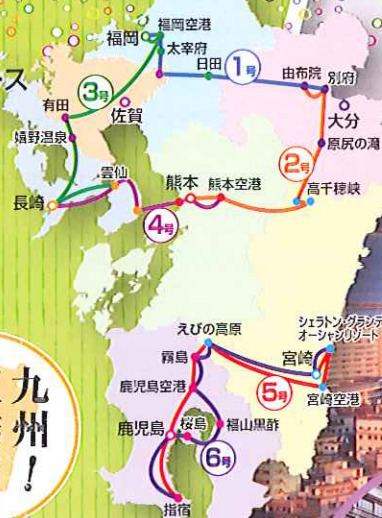 福岡空港
福岡
太宰府
1号
日田
由布院
別府
ース
3号
有田
佐賀
大分
嬉野温泉
原尻の滝
2号
雲仙
熊本
熊本空港
高千穂峡
長崎
4号
シェラトン・グランデ
オーシャンリゾート
えびの高原
宮崎
霧島
5号
宮崎空港
鹿児島空港
九州!
鹿児島
桜島
福山黒酢
6号
指宿